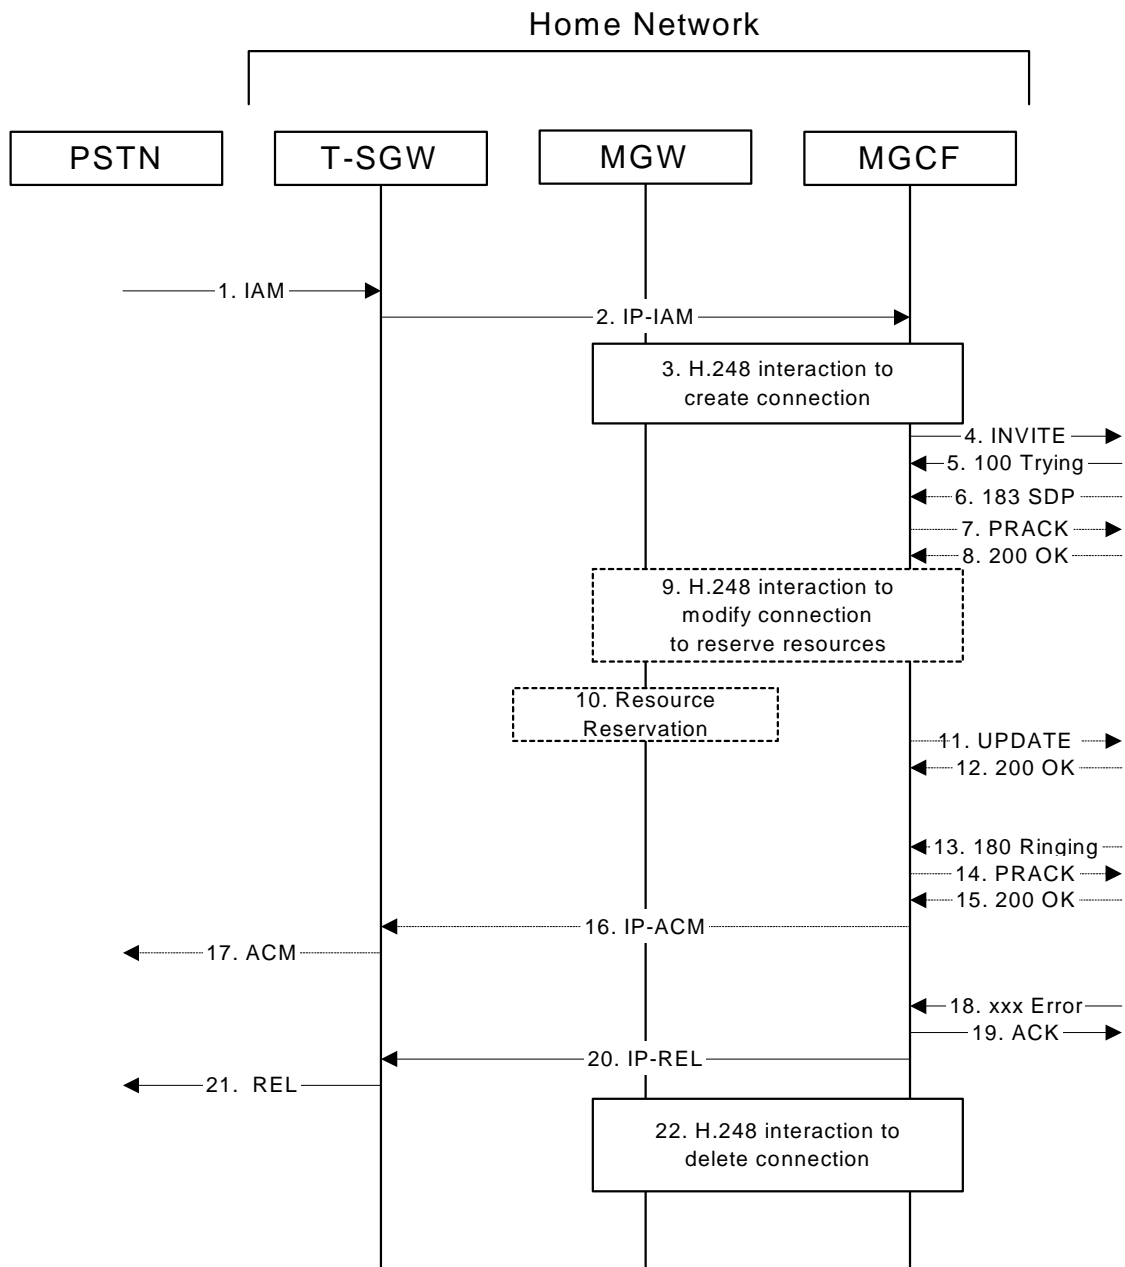 Home Network
PSTN
T-SGW
MGW
MGCF
1. IAM
2. IP-IAM
3. H.248 interaction to
create connection
4. INVITE
5. 100 Trying
6. 183 SDP
7. PRACK
8. 200 OK
9. H.248 interaction to
modify connection
to reserve resources
10. Resource
Reservation
11. UPDATE
12. 200 OK
13. 180 Ringing
14. PRACK
15. 200 OK
16. IP-ACM
17. ACM
18. xxx Error
19. ACK
20. IP-REL
21. REL
22. H.248 interaction to
delete connection